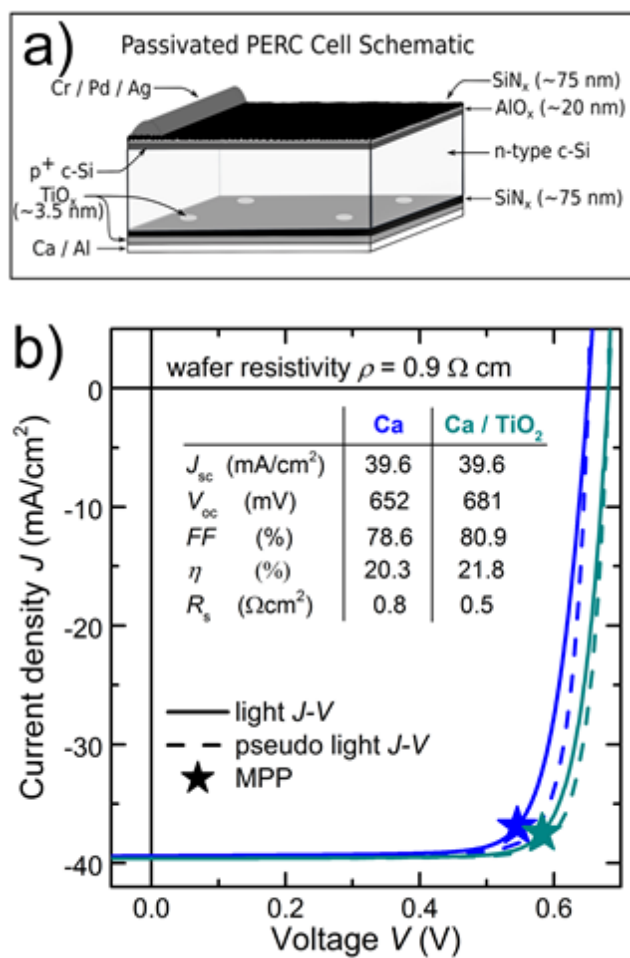 a)
Passivated PERC Cell Schematic
Cr / Pd / Ag
SiNₓ (~75 nm)
AlOₓ (~20 nm)
p⁺ c-Si
n-type c-Si
TiOₓ
(~3.5 nm)
SiNₓ (~75 nm)
Ca / Al
b)
wafer resistivity ρ = 0.9 Ω cm
Ca Ca / TiO₂
J_sc (mA/cm²) 39.6 39.6
V_oc (mV) 652 681
FF (%) 78.6 80.9
η (%) 20.3 21.8
R_s (Ωcm²) 0.8 0.5
light J-V
pseudo light J-V
MPP
Current density J (mA/cm²)
0
-10
-20
-30
-40
0.0 0.2 0.4 0.6
Voltage V (V)